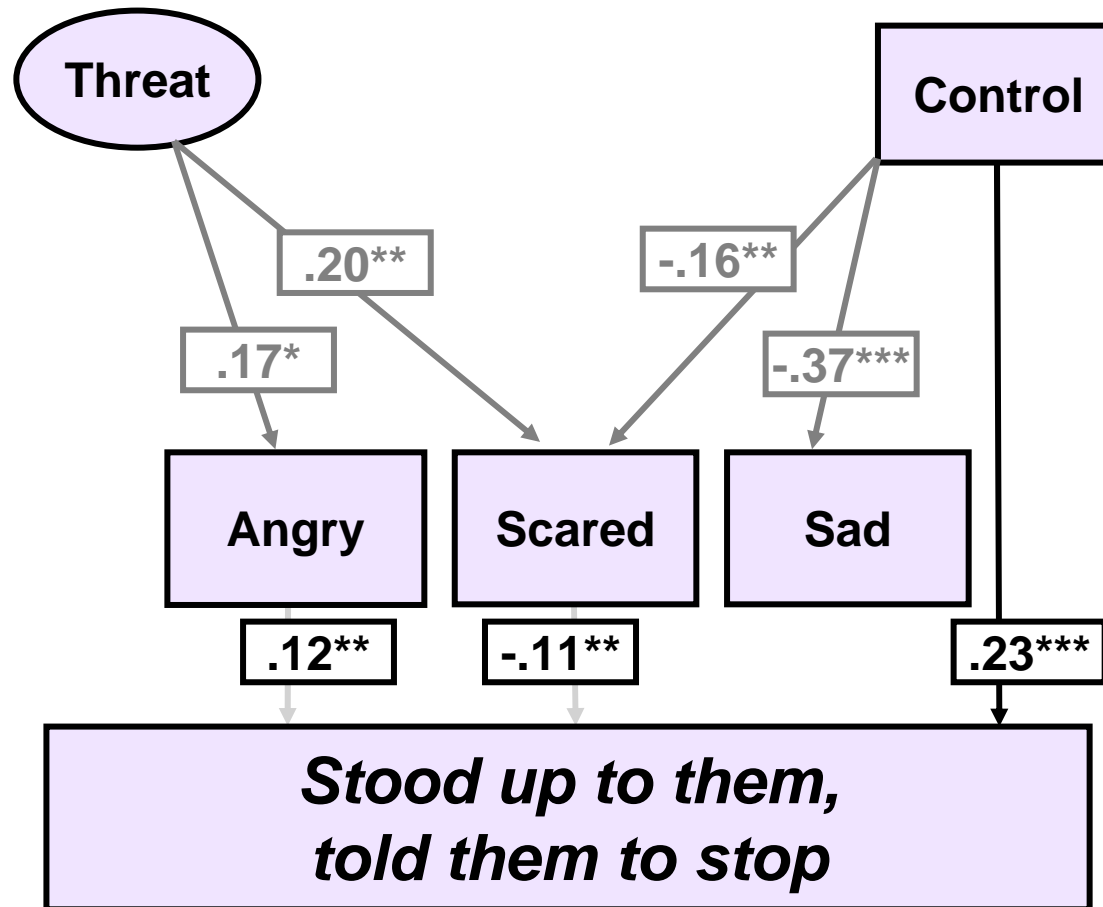 Threat
Control
.20**
-.16**
.17*
-.37***
Angry
Scared
Sad
.12**
-.11**
.23***
Stood up to them,
told them to stop